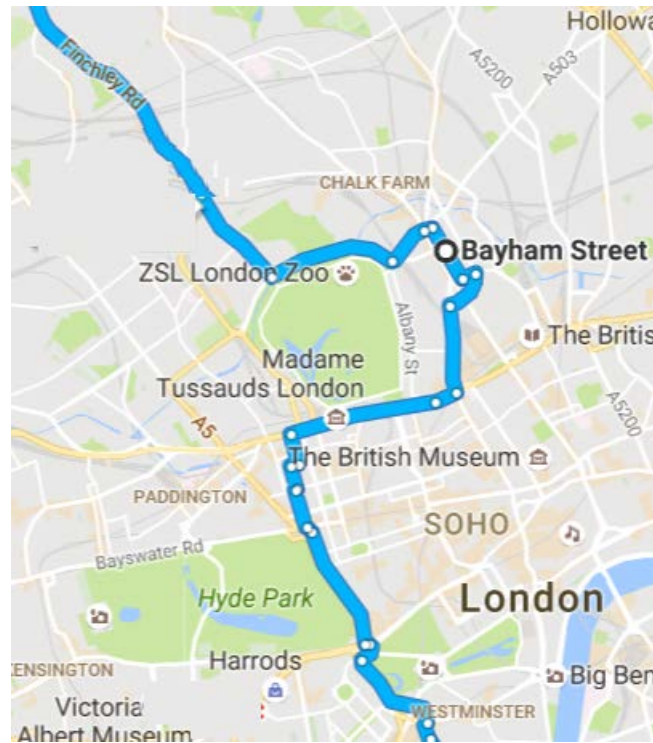 Hollowa
Finchley Rd
A5200
A503
CHALK FARM
Bayham Street
ZSL London Zoo
Albany St
The Britis
Madame
Tussauds London
A5
A5200
The British Museum
PADDINGTON
SOHO
Bayswater Rd
Hyde Park
London
KENSINGTON
Harrods
Big Ben
Victoria
Albert Museum
WESTMINSTER